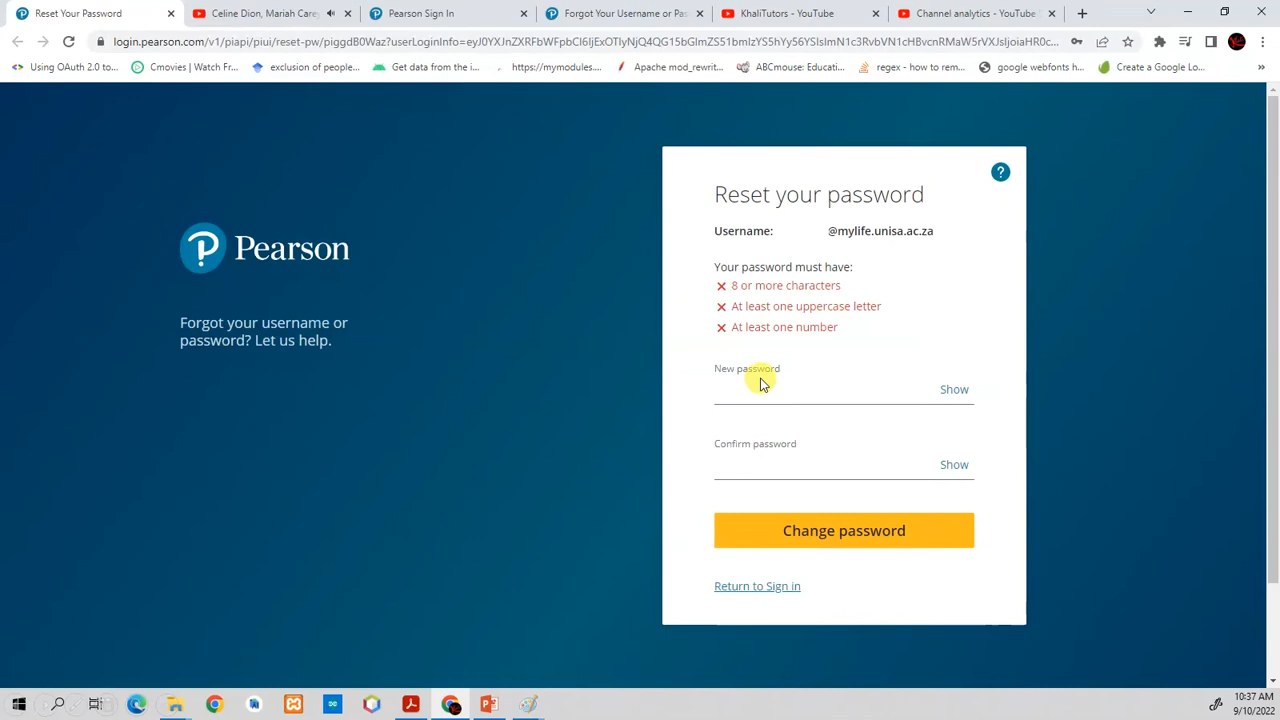 Reset Your Password
Celine Dion, Mariah Carey
Pearson Sign In
Forgot Your Username or Pas
KhaliTutors - YouTube
Channel analytics - YouTube
login.pearson.com/v1/piapi/piui/reset-pw/
Using OAuth 2.0 to...
Cmovies | Watch Fr...
exclusion of people...
Get data from the i...
https://mymodules....
Apache mod_rewrit...
ABCmouse: Educati...
regex - how to rem...
google webfonts h...
Create a Google Lo...
»
Pearson
Forgot your username or
password? Let us help.
?
Reset your password
Username: @mylife.unisa.ac.za
Your password must have:
8 or more characters
At least one uppercase letter
At least one number
New password
Show
Confirm password
Show
Change password
Return to Sign in
10:37 AM
9/10/2022